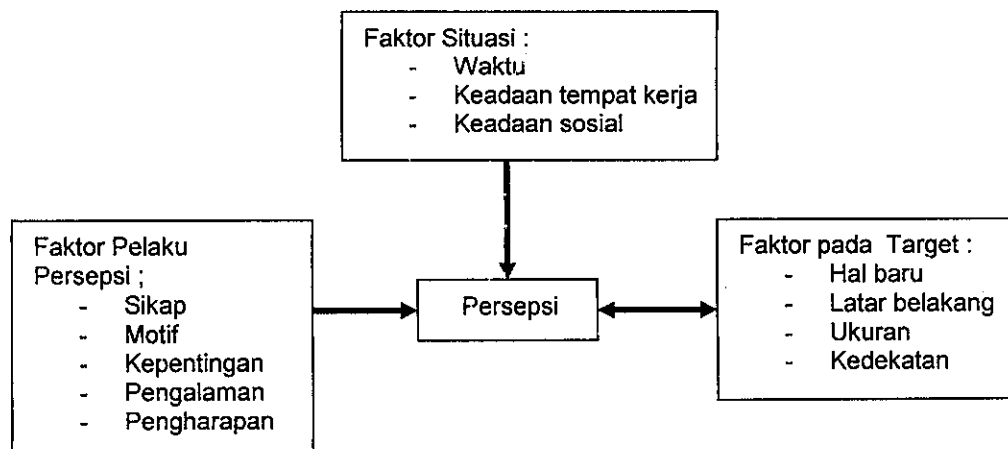 Faktor Situasi :
- Waktu
- Keadaan tempat kerja
- Keadaan sosial
Faktor Pelaku
Persepsi ;
- Sikap
- Motif
- Kepentingan
- Pengalaman
- Pengharapan
Persepsi
Faktor pada Target :
- Hal baru
- Latar belakang
- Ukuran
- Kedekatan